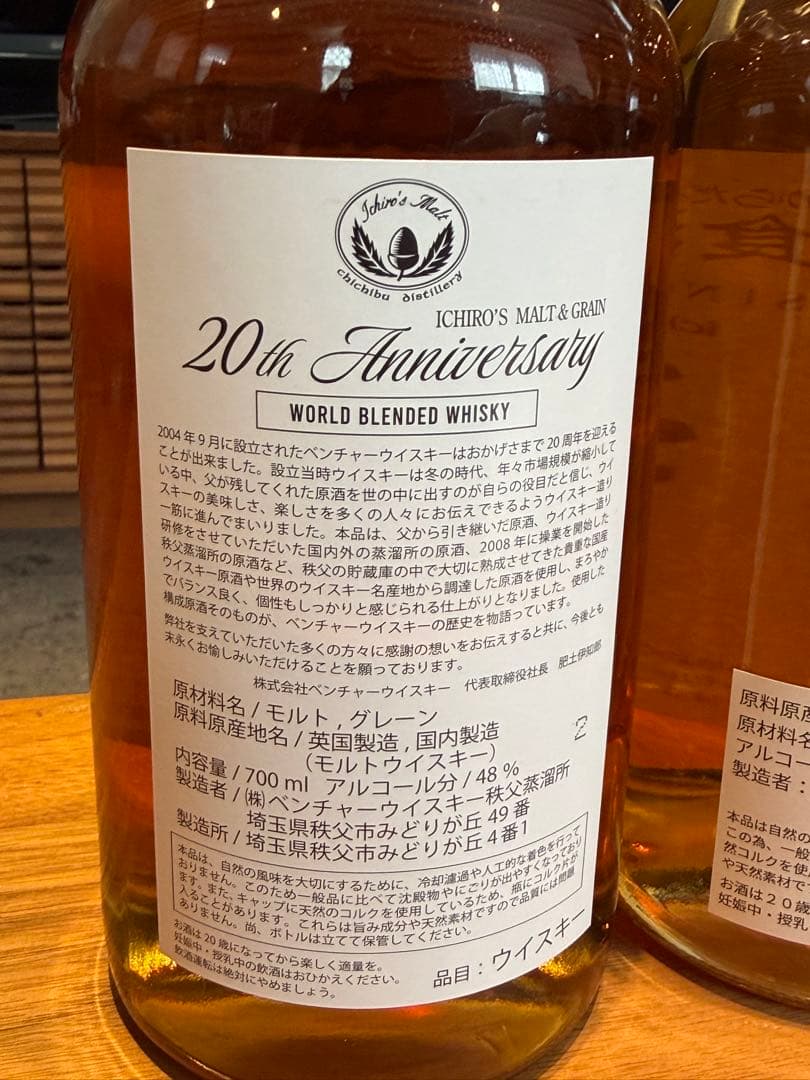 Ichiro's Malt
chichibu distillery
ICHIRO'S MALT & GRAIN
20th Anniversary
WORLD BLENDED WHISKY
2004年9月に設立されたベンチャーウイスキーはおかげさまで20周年を迎える
ことが出来ました。設立当時ウイスキーは冬の時代、年々市場規模が縮小して
いる中、父が残してくれた原酒を世の中に出すのが自らの役目だと信じ、ウイ
スキーの美味しさ、楽しさを多くの人々にお伝えできるようウイスキー造り
一筋に進んでまいりました。本品は、父から引き継いだ原酒、ウイスキー造り
研修をさせていただいた国内外の蒸溜所の原酒、2008年に操業を開始した
秩父蒸溜所の原酒など、秩父の貯蔵庫の中で大切に熟成させてきた貴重な国産
ウイスキー原酒や世界のウイスキー名産地から調達した原酒を使用し、まろやか
でバランス良く、個性もしっかりと感じられる仕上がりとなりました。使用した
構成原酒そのものが、ベンチャーウイスキーの歴史を物語っています。
弊社を支えていただいた多くの方々に感謝の想いをお伝えすると共に、今後とも
末永くお愉しみいただけることを願っております。
株式会社ベンチャーウイスキー 代表取締役社長 肥土伊知郎
原材料名 / モルト , グレーン
原料原産地名 / 英国製造 , 国内製造
(モルトウイスキー)
2
内容量 / 700 ml アルコール分 / 48 %
製造者 / ㈱ベンチャーウイスキー秩父蒸溜所
埼玉県秩父市みどりが丘 49番
製造所 / 埼玉県秩父市みどりが丘 4番1
本品は、自然の風味を大切にするために、冷却濾過や人工的な着色を行って
おりません。このため一般品に比べて沈殿物やにごりが出やすくなっており
ます。また、キャップに天然のコルクを使用しているため、瓶にコルク片が
入ることがあります。これらは旨み成分や天然素材ですので品質には問題
ありません。尚、ボトルは立てて保管してください。
お酒は20歳になってから楽しく適量を。
妊娠中・授乳中の飲酒はおひかえください。
飲酒運転は絶対にやめましょう。
品目：ウイスキー
原料原産
原材料名
アルコー
製造者：
本品は自然の
この為、一般
然コルクを使
や天然素材で
お酒は20歳
妊娠中・授乳